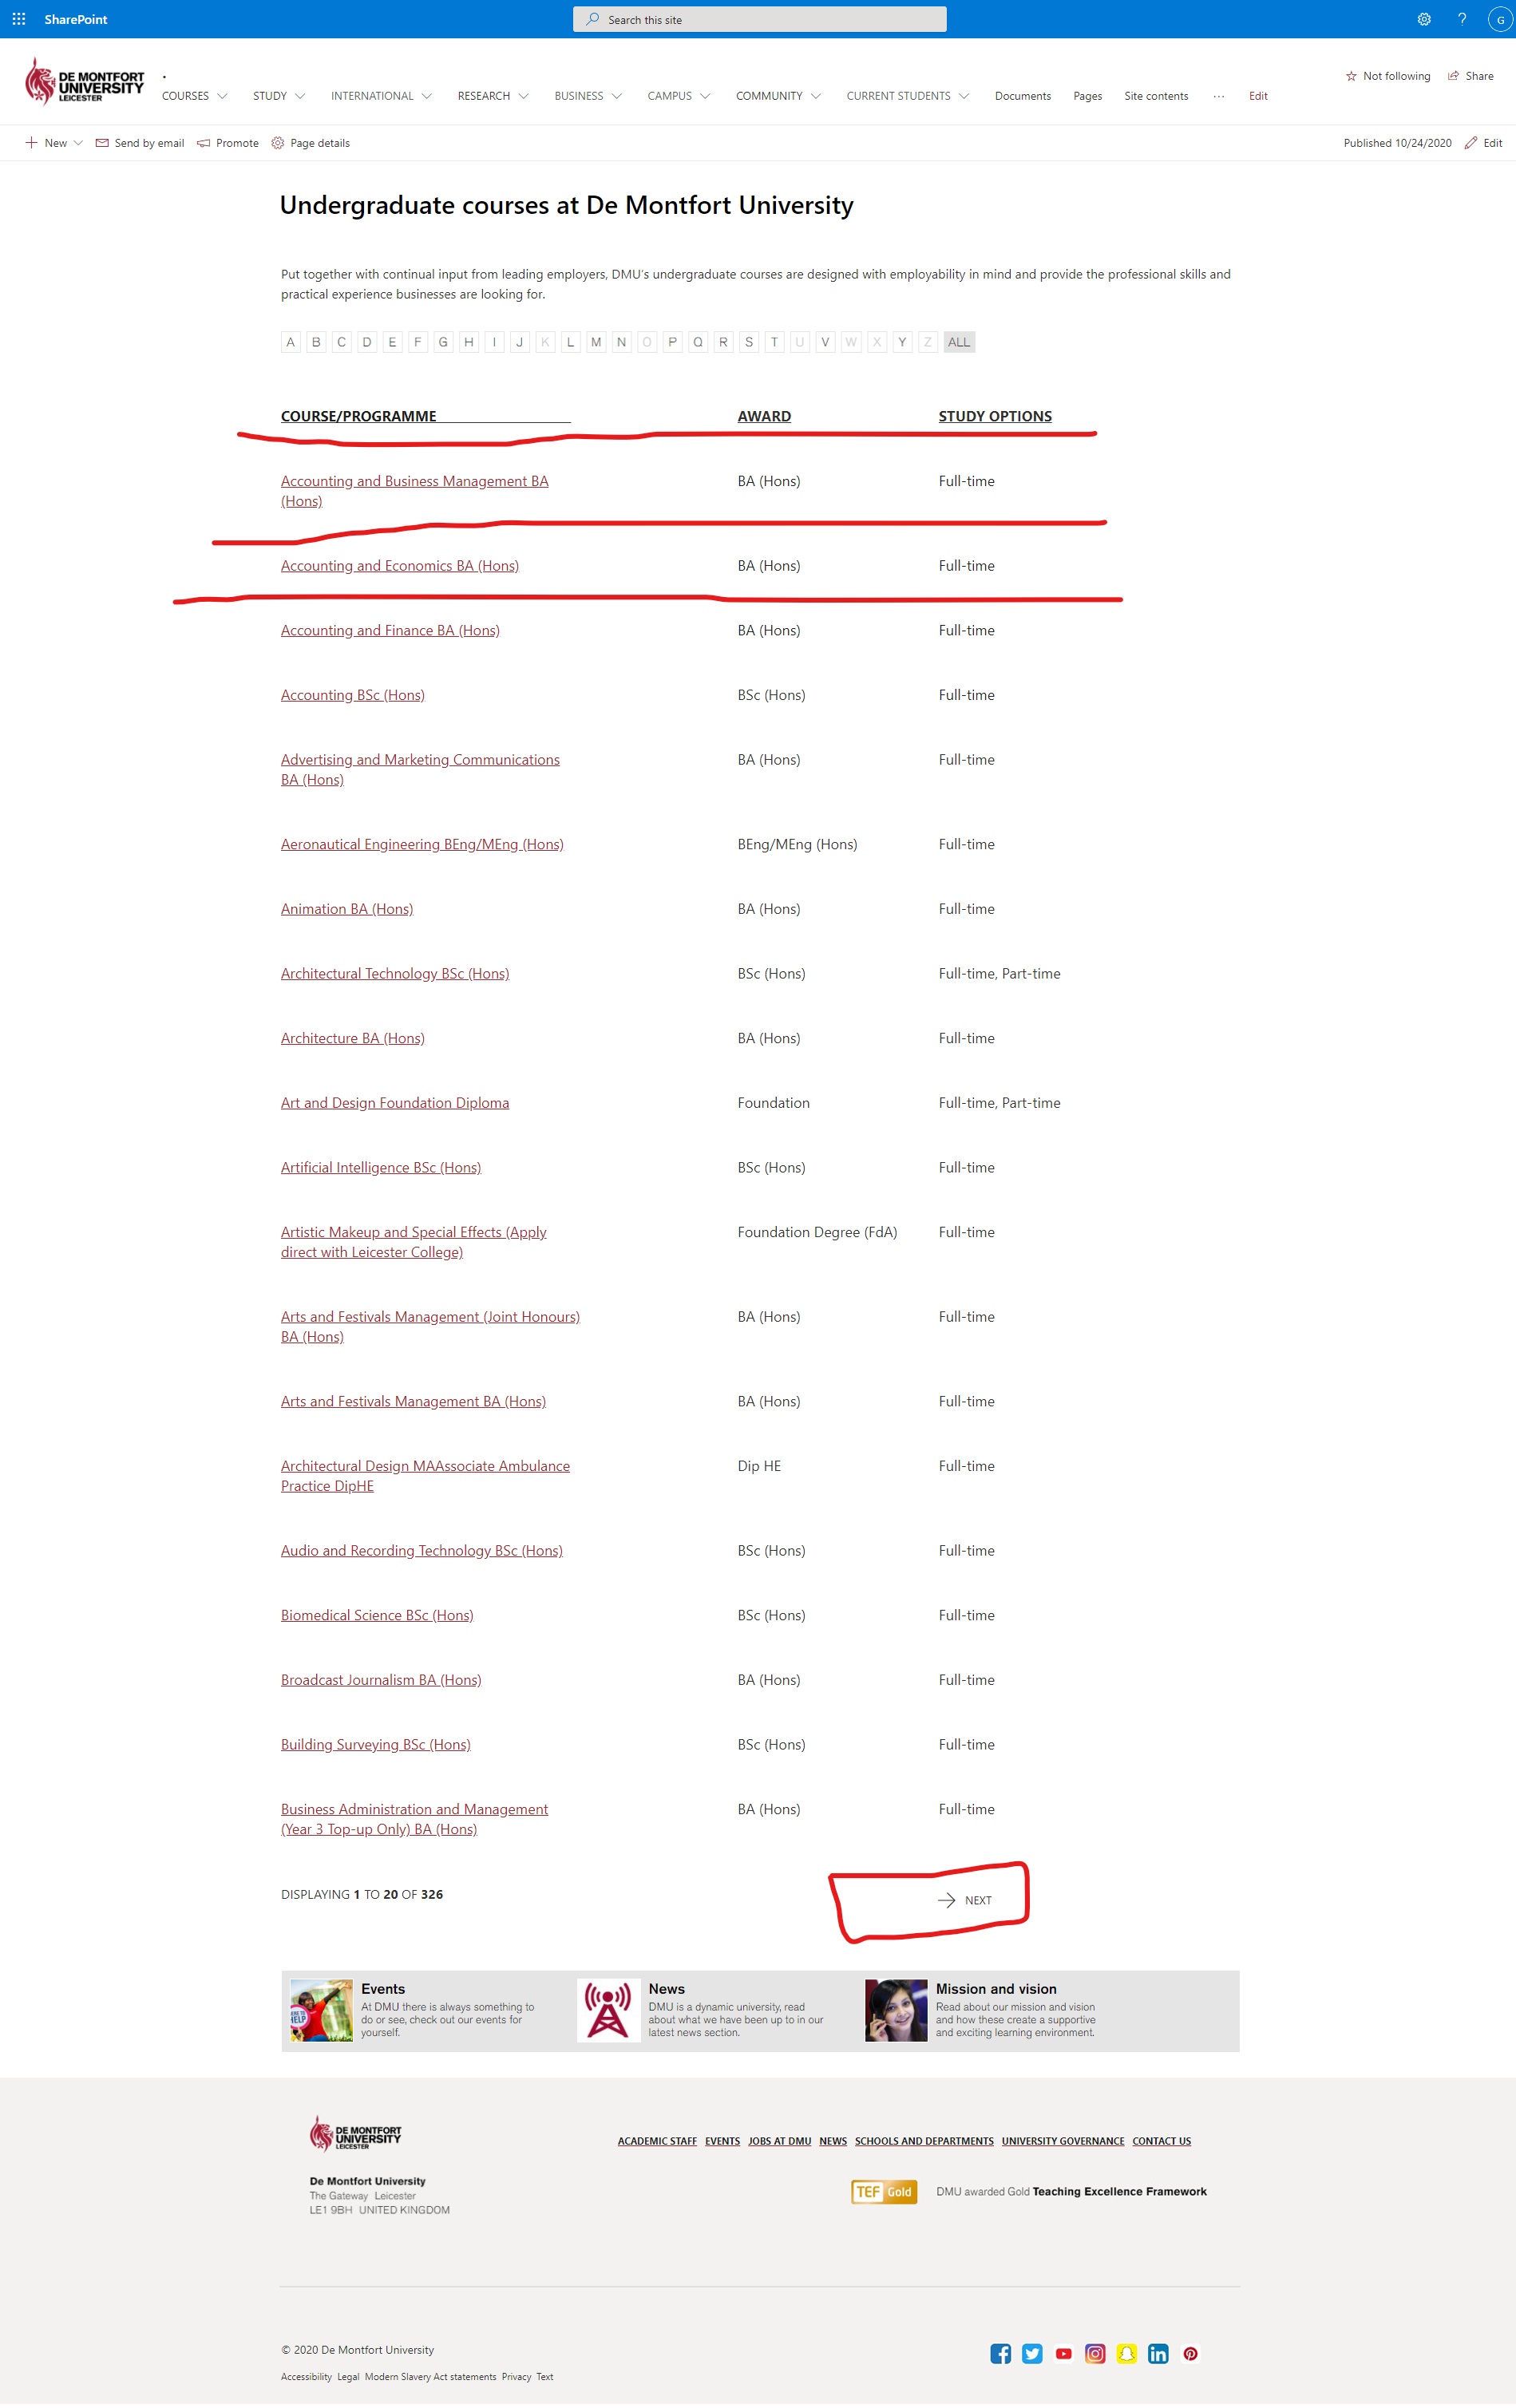 SharePoint
Search this site
?
G
DE MONTFORT
UNIVERSITY
LEICESTER
.
Not following
Share
COURSES
STUDY
INTERNATIONAL
RESEARCH
BUSINESS
CAMPUS
COMMUNITY
CURRENT STUDENTS
Documents
Pages
Site contents
...
Edit
New
Send by email
Promote
Page details
Published 10/24/2020
Edit
Undergraduate courses at De Montfort University
Put together with continual input from leading employers, DMU's undergraduate courses are designed with employability in mind and provide the professional skills and
practical experience businesses are looking for.
A B C D E F G H I J K L M N O P Q R S T U V W X Y Z ALL
COURSE/PROGRAMME AWARD STUDY OPTIONS
Accounting and Business Management BA BA (Hons) Full-time
(Hons)
Accounting and Economics BA (Hons) BA (Hons) Full-time
Accounting and Finance BA (Hons) BA (Hons) Full-time
Accounting BSc (Hons) BSc (Hons) Full-time
Advertising and Marketing Communications BA (Hons) Full-time
BA (Hons)
Aeronautical Engineering BEng/MEng (Hons) BEng/MEng (Hons) Full-time
Animation BA (Hons) BA (Hons) Full-time
Architectural Technology BSc (Hons) BSc (Hons) Full-time, Part-time
Architecture BA (Hons) BA (Hons) Full-time
Art and Design Foundation Diploma Foundation Full-time, Part-time
Artificial Intelligence BSc (Hons) BSc (Hons) Full-time
Artistic Makeup and Special Effects (Apply Foundation Degree (FdA) Full-time
direct with Leicester College)
Arts and Festivals Management (Joint Honours) BA (Hons) Full-time
BA (Hons)
Arts and Festivals Management BA (Hons) BA (Hons) Full-time
Architectural Design MAAssociate Ambulance Dip HE Full-time
Practice DipHE
Audio and Recording Technology BSc (Hons) BSc (Hons) Full-time
Biomedical Science BSc (Hons) BSc (Hons) Full-time
Broadcast Journalism BA (Hons) BA (Hons) Full-time
Building Surveying BSc (Hons) BSc (Hons) Full-time
Business Administration and Management BA (Hons) Full-time
(Year 3 Top-up Only) BA (Hons)
DISPLAYING 1 TO 20 OF 326
NEXT
Events
At DMU there is always something to
do or see, check out our events for
yourself.
News
DMU is a dynamic university, read
about what we have been up to in our
latest news section.
Mission and vision
Read about our mission and vision
and how these create a supportive
and exciting learning environment.
HELP
DE MONTFORT
UNIVERSITY
LEICESTER
ACADEMIC STAFF EVENTS JOBS AT DMU NEWS SCHOOLS AND DEPARTMENTS UNIVERSITY GOVERNANCE CONTACT US
De Montfort University
The Gateway Leicester
LE1 9BH UNITED KINGDOM
TEF Gold
DMU awarded Gold Teaching Excellence Framework
© 2020 De Montfort University
Accessibility Legal Modern Slavery Act statements Privacy Text